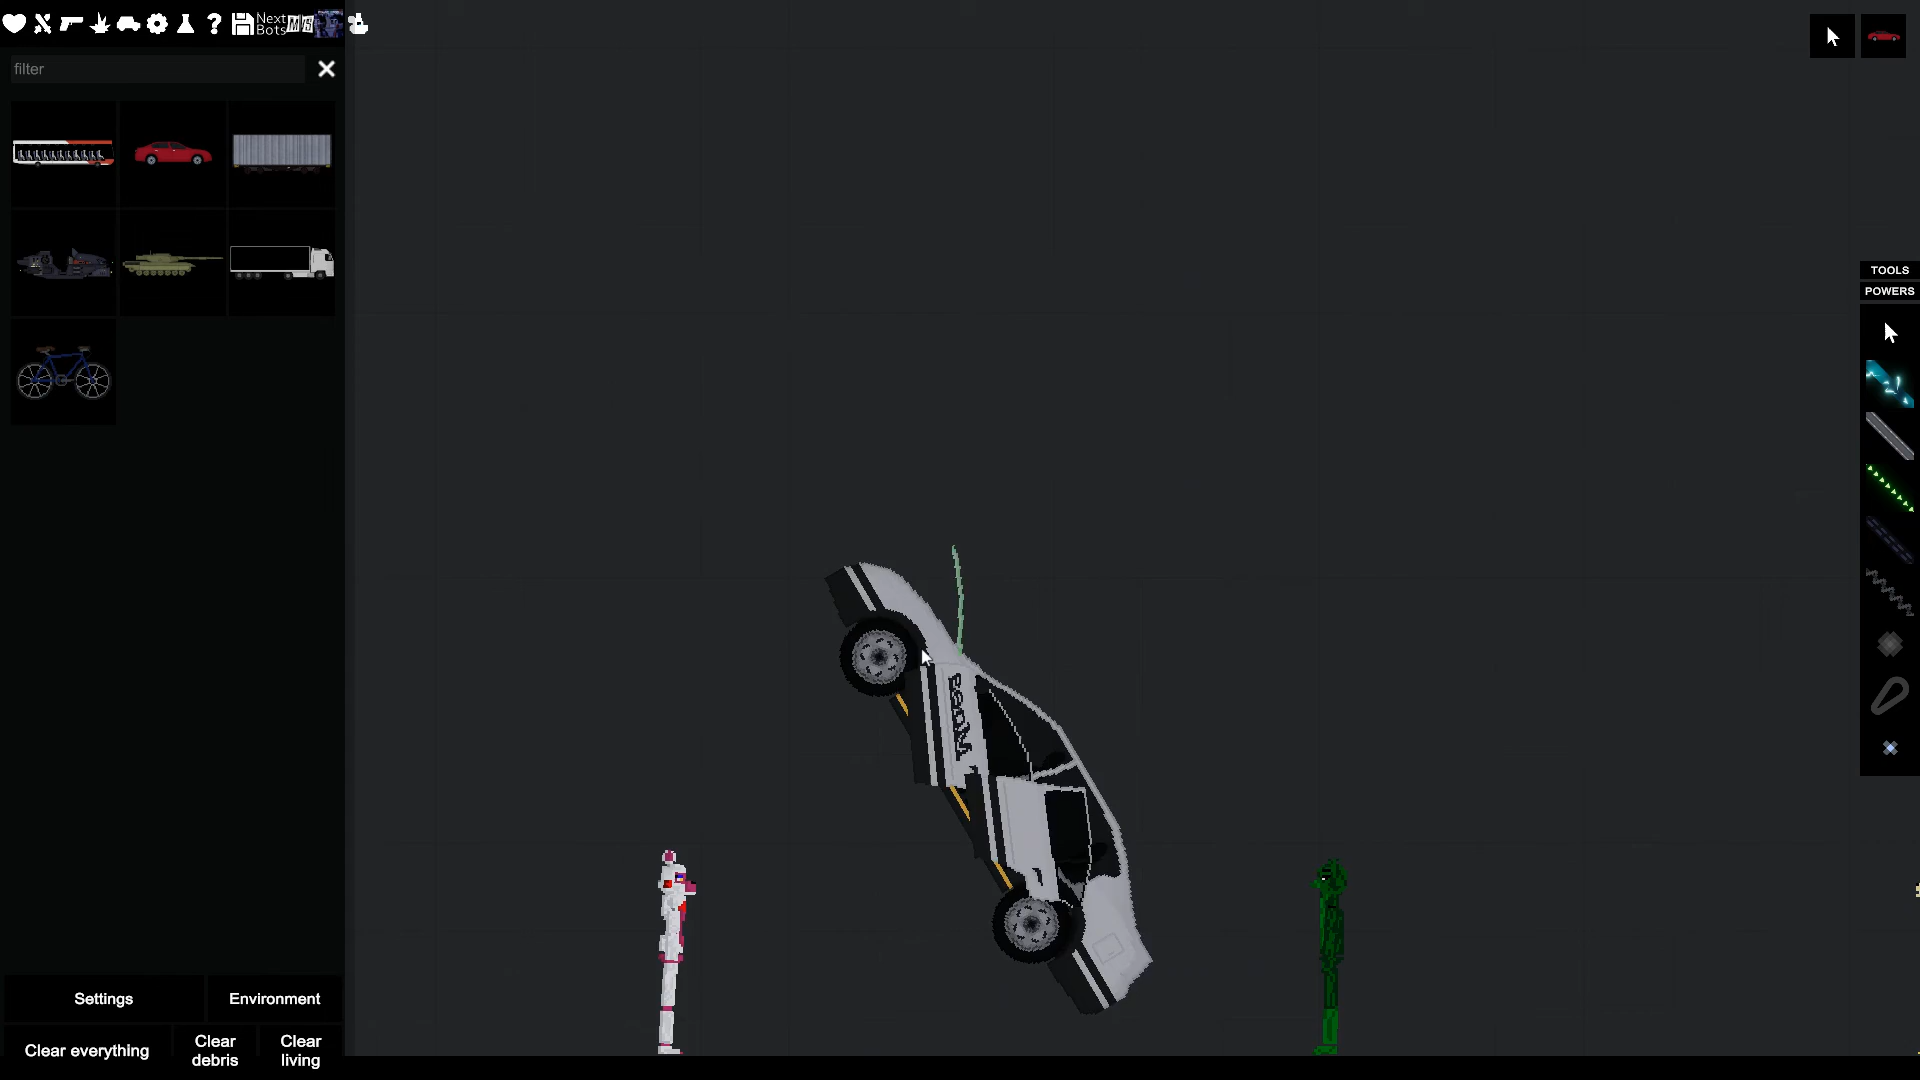 Next
Bots
filter
TOOLS
POWERS
Settings
Environment
Clear everything
Clear
debris
Clear
living